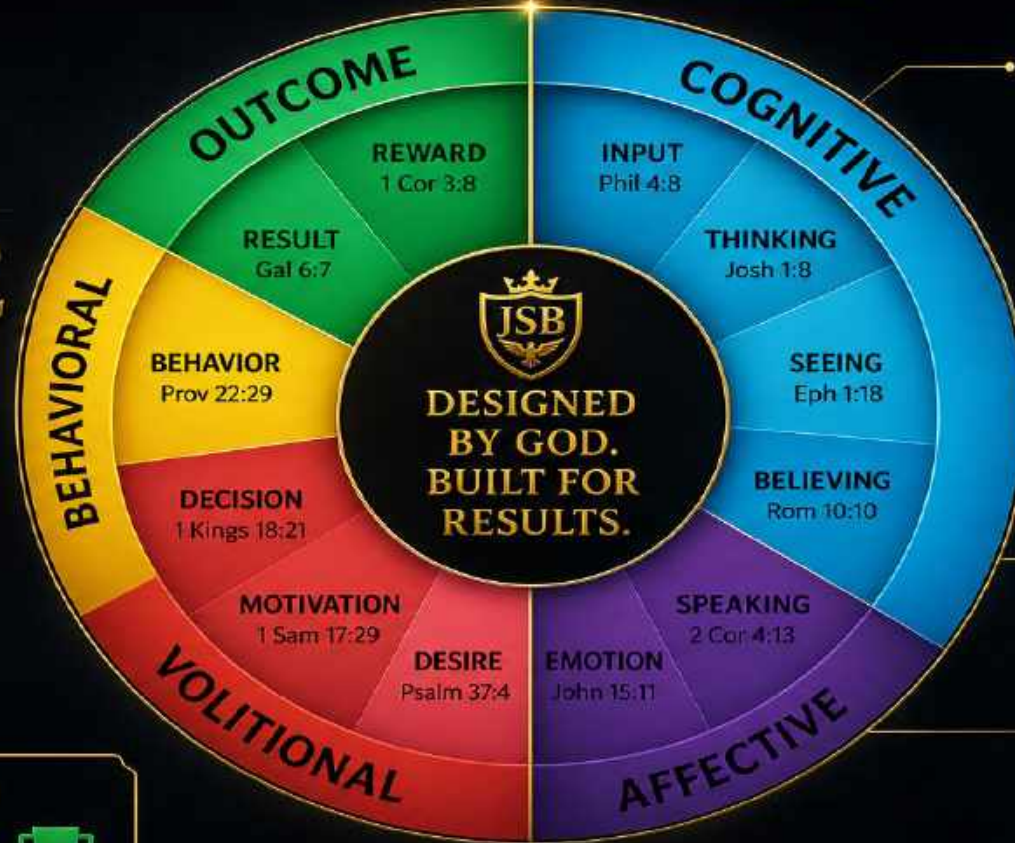 OUTCOME
COGNITIVE
REWARD
1 Cor 3:8
INPUT
Phil 4:8
RESULT
Gal 6:7
THINKING
Josh 1:8
JSB
BEHAVIORAL
BEHAVIOR
Prov 22:29
SEEING
Eph 1:18
DESIGNED
BY GOD.
BUILT FOR
RESULTS.
DECISION
1 Kings 18:21
BELIEVING
Rom 10:10
MOTIVATION
1 Sam 17:29
SPEAKING
2 Cor 4:13
DESIRE
Psalm 37:4
EMOTION
John 15:11
VOLITIONAL
AFFECTIVE